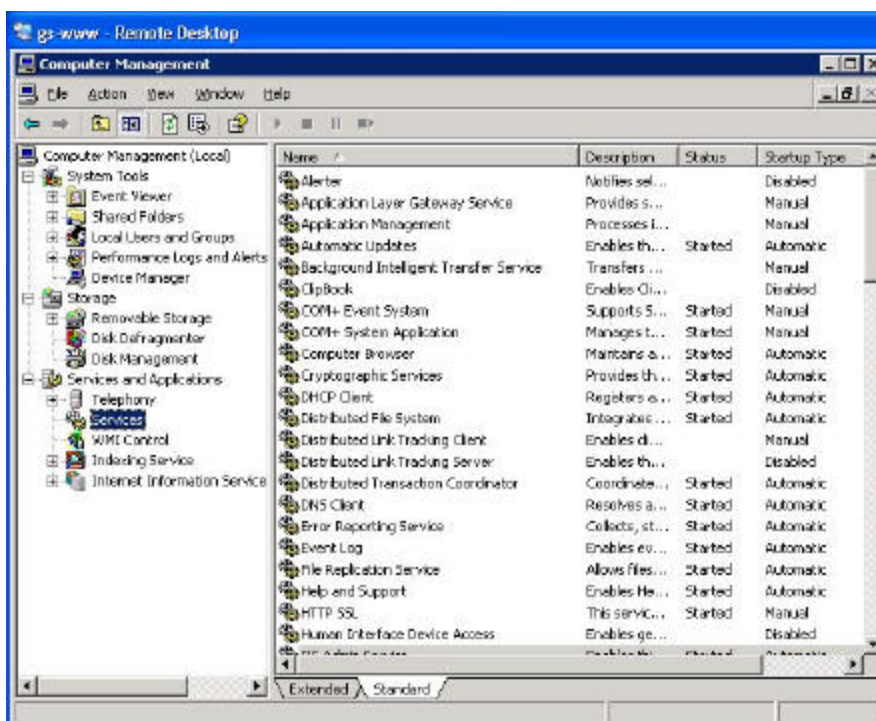 gs-www - Remote Desktop
Computer Management
File Action View Window Help
Computer Management (Local)
System Tools
Event Viewer
Shared Folders
Local Users and Groups
Performance Logs and Alerts
Device Manager
Storage
Removable Storage
Disk Defragmenter
Disk Management
Services and Applications
Telephony
Services
WMI Control
Indexing Service
Internet Information Service
Name Description Status Startup Type
Alerter Notifies sel... Disabled
Application Layer Gateway Service Provides s... Manual
Application Management Processes i... Manual
Automatic Updates Enables th... Started Automatic
Background Intelligent Transfer Service Transfers ... Manual
ClipBook Enables Cli... Disabled
COM+ Event System Supports S... Started Manual
COM+ System Application Manages t... Started Manual
Computer Browser Maintains a... Started Automatic
Cryptographic Services Provides th... Started Automatic
DHCP Client Registers a... Started Automatic
Distributed File System Integrates ... Started Automatic
Distributed Link Tracking Client Enables cli... Manual
Distributed Link Tracking Server Enables th... Disabled
Distributed Transaction Coordinator Coordinate... Started Automatic
DNS Client Resolves a... Started Automatic
Error Reporting Service Collects, st... Started Automatic
Event Log Enables ev... Started Automatic
File Replication Service Allows files... Started Automatic
Help and Support Enables He... Started Automatic
HTTP SSL This servic... Started Manual
Human Interface Device Access Enables ge... Disabled
IIS Admin Service Enables thi... Started Automatic
Extended Standard